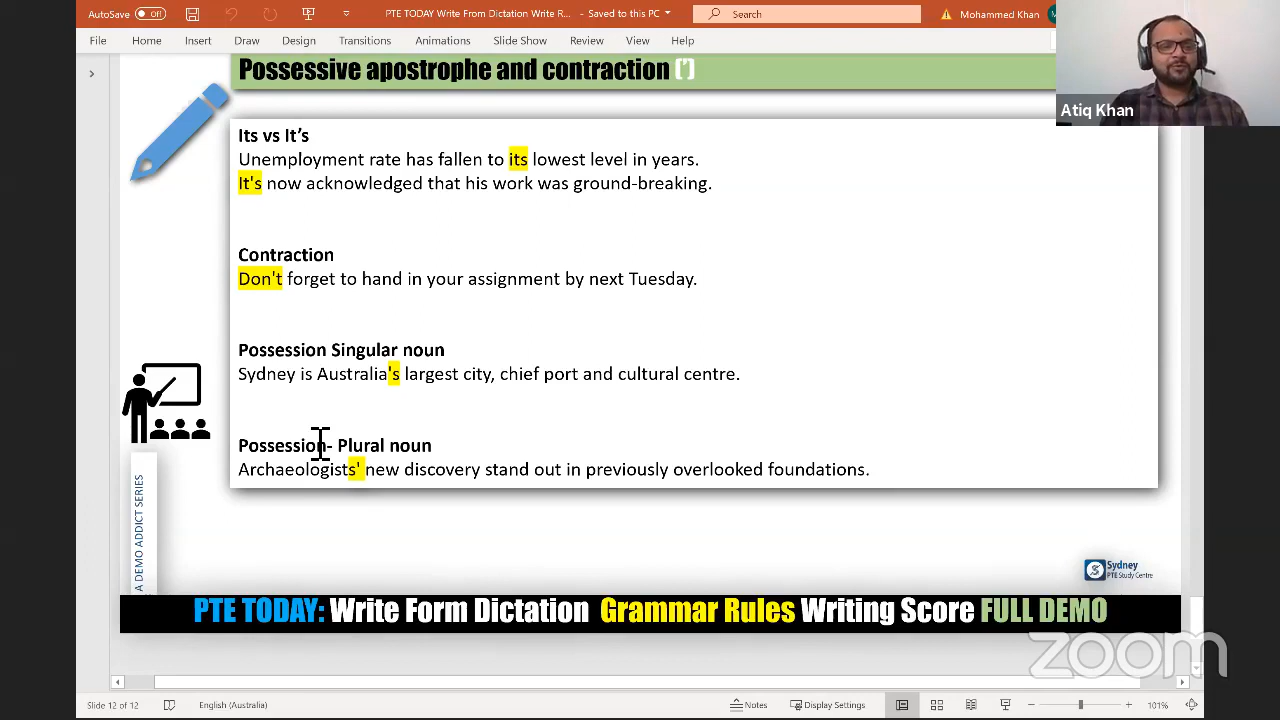 AutoSave Off PTE TODAY Write From Dictation Write R... - Saved to this PC Search Mohammed Khan
File Home Insert Draw Design Transitions Animations Slide Show Review View Help
Possessive apostrophe and contraction (')
Atiq Khan
Its vs It’s
Unemployment rate has fallen to its lowest level in years.
It's now acknowledged that his work was ground-breaking.
Contraction
Don't forget to hand in your assignment by next Tuesday.
Possession Singular noun
Sydney is Australia's largest city, chief port and cultural centre.
Possession- Plural noun
Archaeologists' new discovery stand out in previously overlooked foundations.
A DEMO ADDICT SERIES
Sydney
PTE Study Centre
PTE TODAY: Write Form Dictation Grammar Rules Writing Score FULL DEMO
zoom
Slide 12 of 12 English (Australia) Notes Display Settings 101%